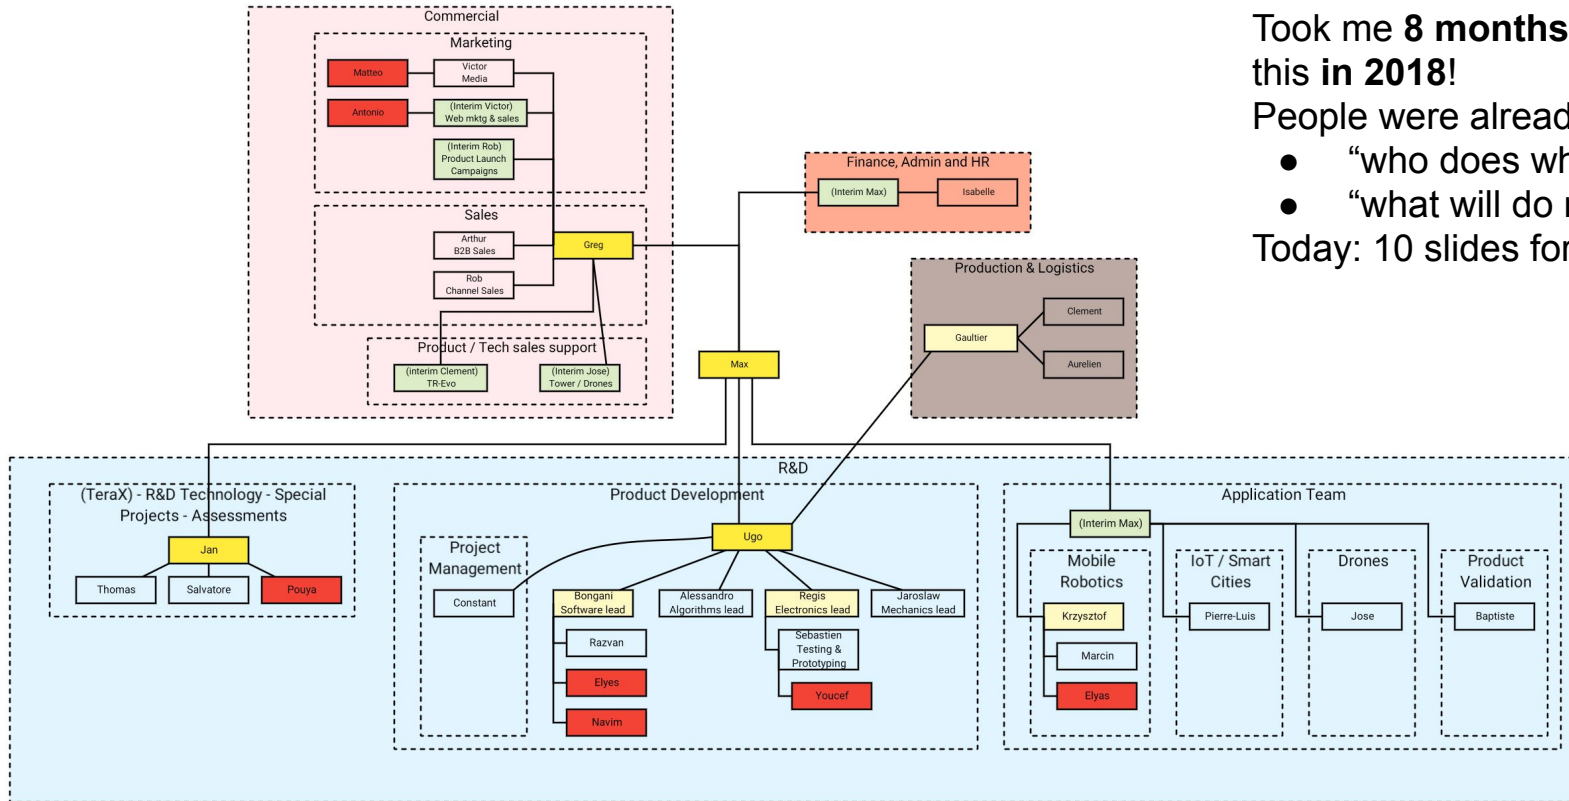 Commercial
Marketing
Matteo
Victor
Media
Antonio
(Interim Victor)
Web mktg & sales
(Interim Rob)
Product Launch
Campaigns
Sales
Arthur
B2B Sales
Greg
Rob
Channel Sales
Product / Tech sales support
(interim Clement)
TR-Evo
(Interim Jose)
Tower / Drones
Max
Finance, Admin and HR
(Interim Max)
Isabelle
Production & Logistics
Clement
Gaultier
Aurelien
Took me 8 months
this in 2018!
People were
● “who does
● “what will do
Today: 10 slides for
R&D
(TeraX) - R&D Technology - Special
Projects - Assessments
Jan
Thomas
Salvatore
Pouya
Product Development
Ugo
Project
Management
Constant
Bongani
Software lead
Alessandro
Algorithms lead
Regis
Electronics lead
Jaroslaw
Mechanics lead
Razvan
Elyes
Navim
Sebastien
Testing &
Prototyping
Youcef
Application Team
(Interim Max)
Mobile
Robotics
Krzysztof
Marcin
Elyas
IoT / Smart
Cities
Pierre-Luis
Drones
Jose
Product
Validation
Baptiste